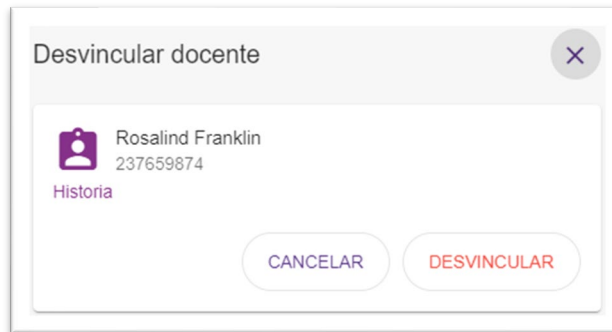 Desvincular docente
Rosalind Franklin
237659874
Historia
CANCELAR DESVINCULAR